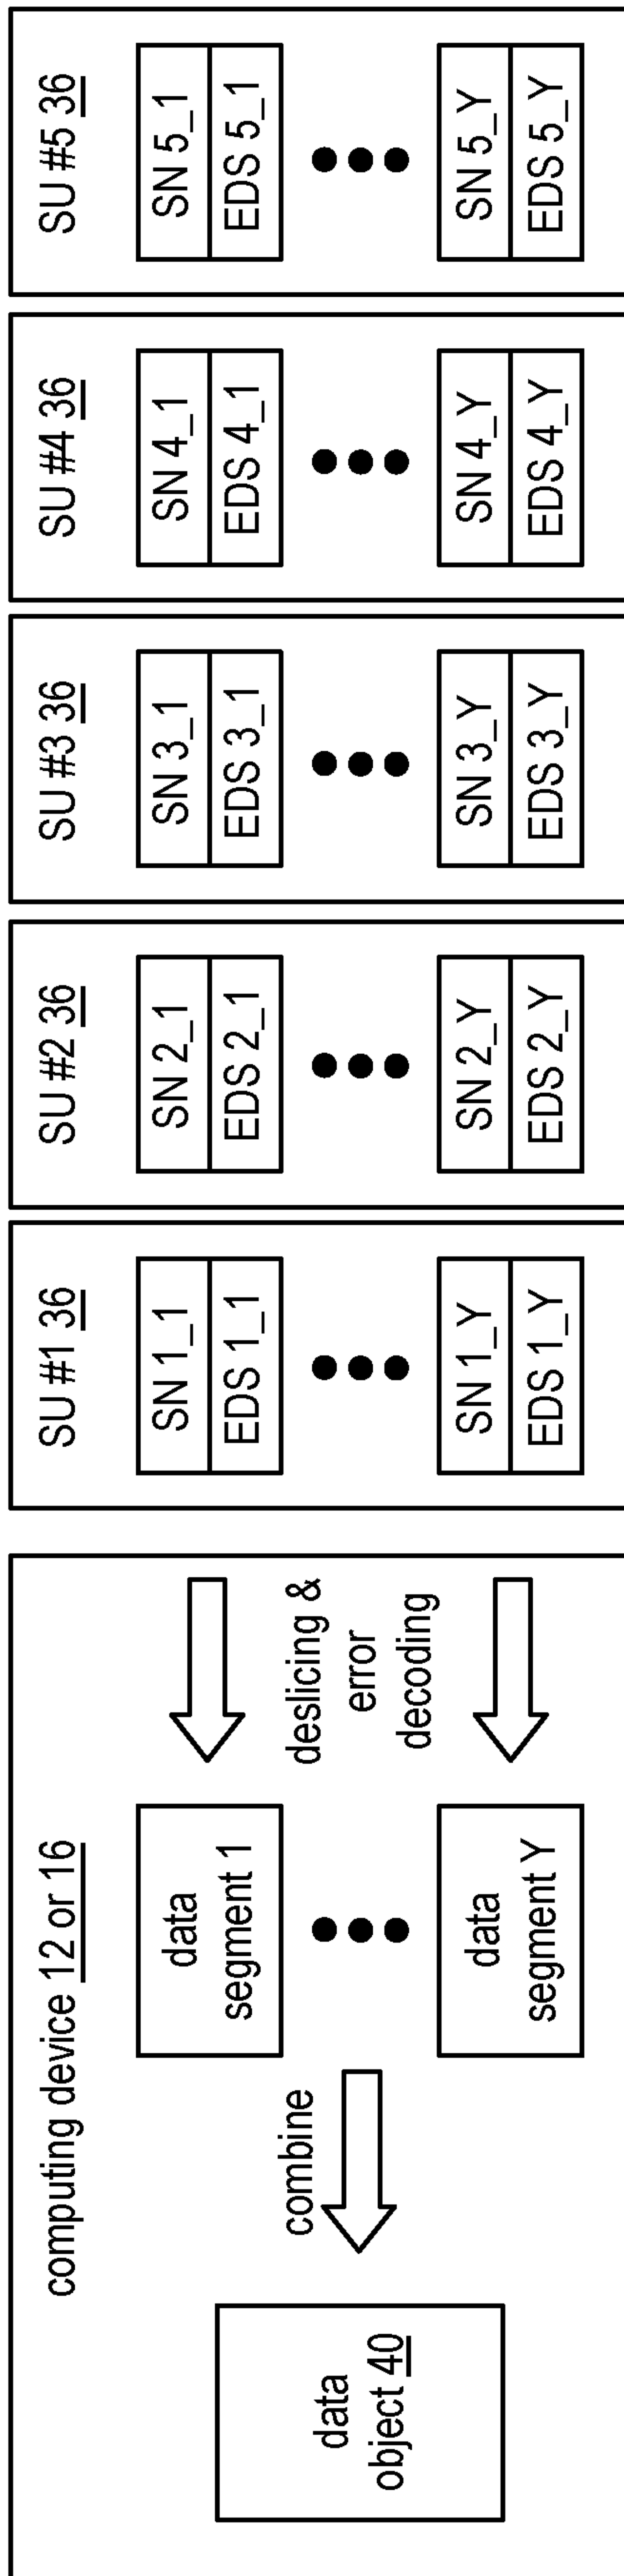 computing device 12 or 16
data
object 40
combine
data
segment 1
data
segment Y
deslicing &
error
decoding
SU #1 36
SN 1_1
EDS 1_1
SN 1_Y
EDS 1_Y
SU #2 36
SN 2_1
EDS 2_1
SN 2_Y
EDS 2_Y
SU #3 36
SN 3_1
EDS 3_1
SN 3_Y
EDS 3_Y
SU #4 36
SN 4_1
EDS 4_1
SN 4_Y
EDS 4_Y
SU #5 36
SN 5_1
EDS 5_1
SN 5_Y
EDS 5_Y